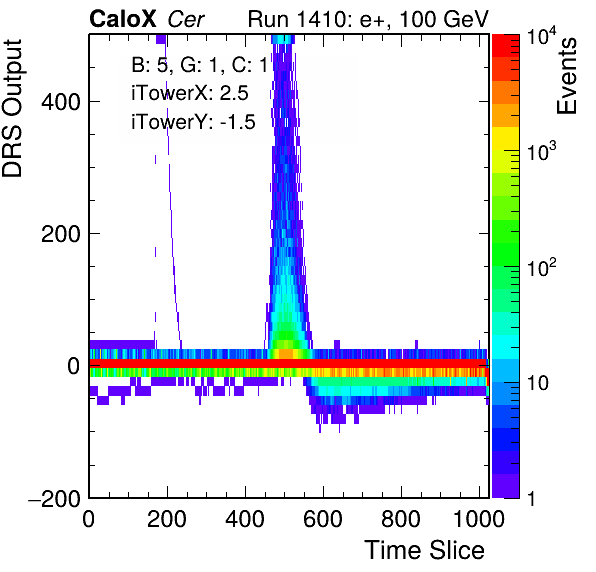 CaloX Cer Run 1410: e+, 100 GeV
B: 5, G: 1, C: 1
iTowerX: 2.5
iTowerY: -1.5
DRS Output
400
200
0
−200
0 200 400 600 800 1000
Time Slice
Events
10^4
10^3
10^2
10
1